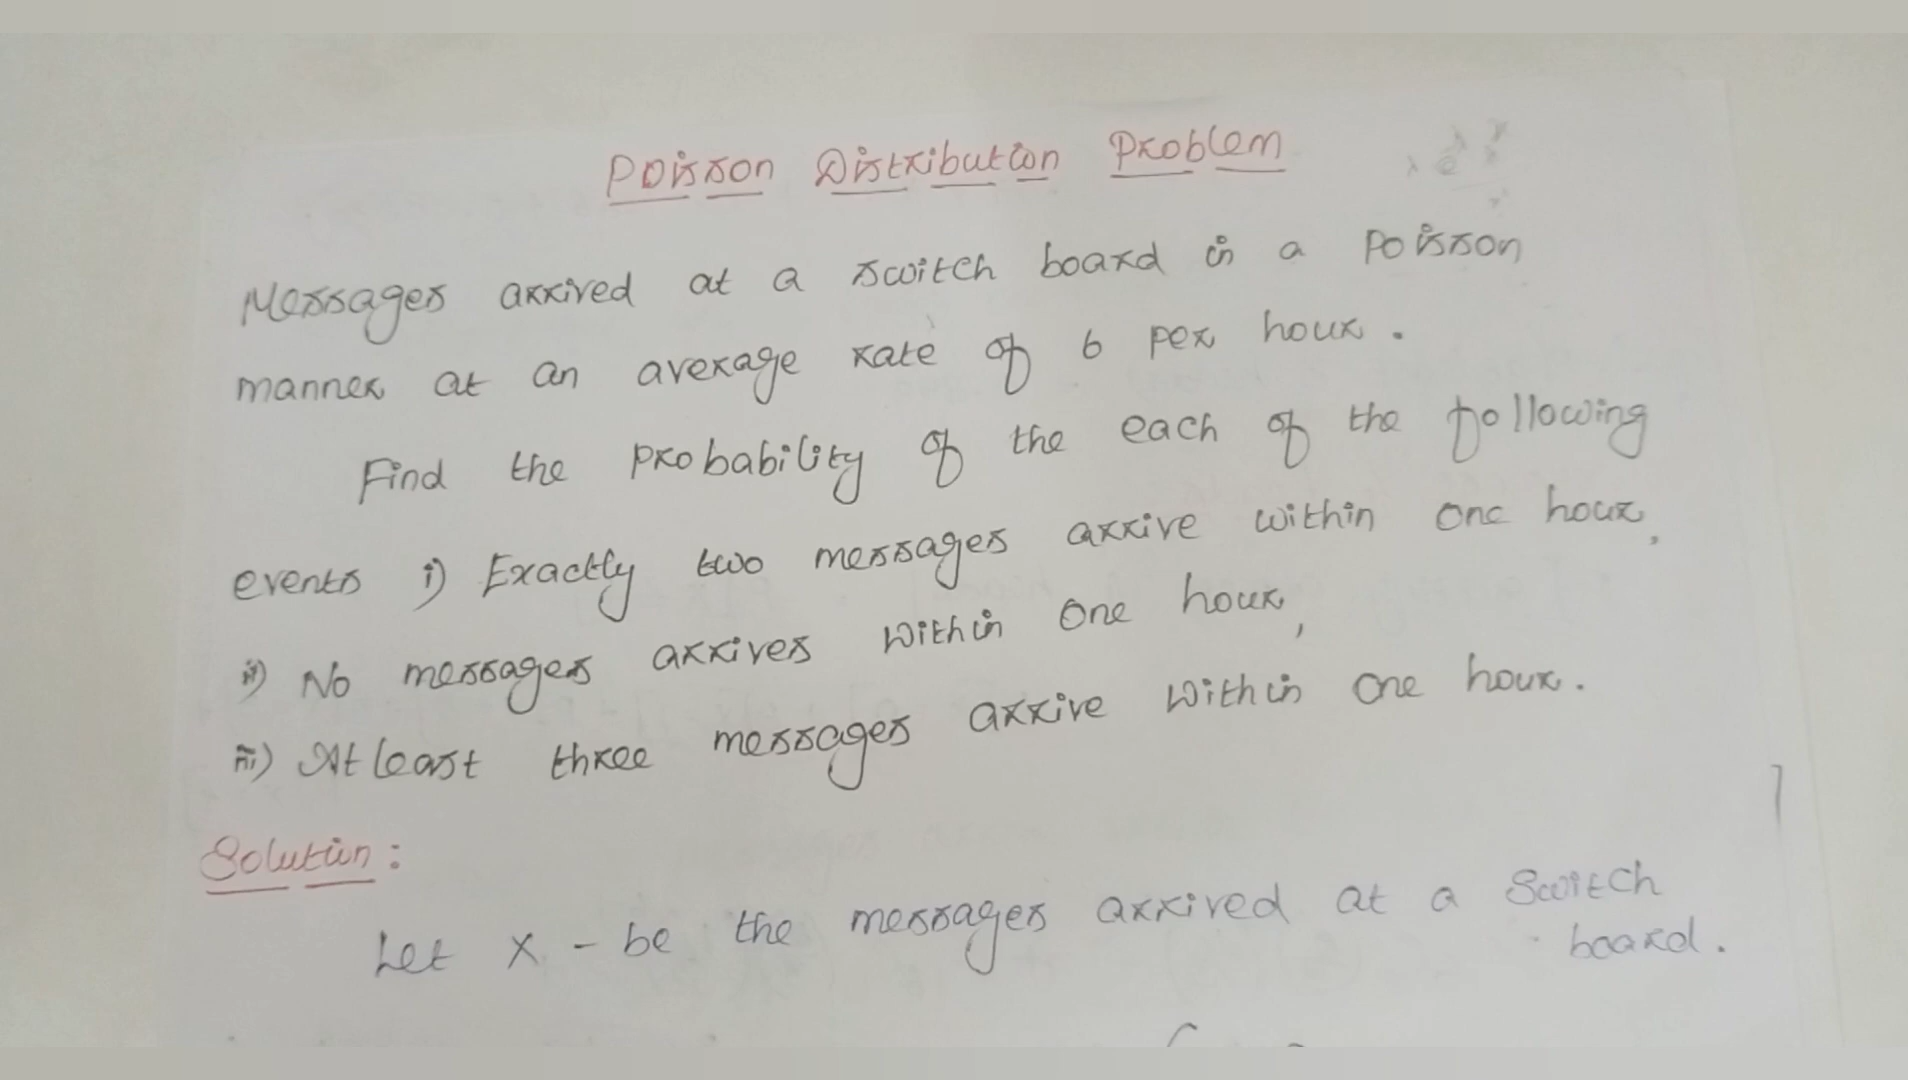 Poisson Distribution Problem
Messages arrived at a switch board in a Poisson
manner at an average rate of 6 per hour.
Find the probability of the each of the following
events i) Exactly two messages arrive within one hour,
ii) No messages arrives within one hour,
iii) Atleast three messages arrive within one hour.
Solution:
Let X - be the messages arrived at a switch
board.